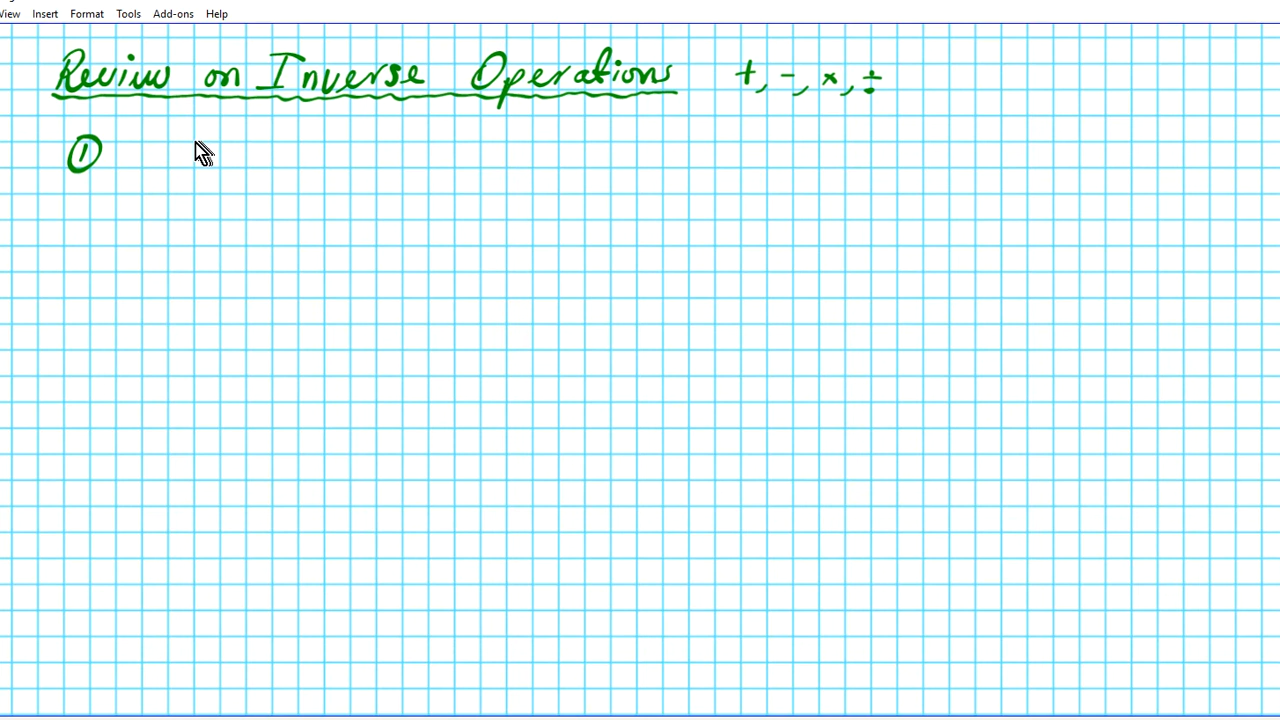 View Insert Format Tools Add-ons Help
Review on Inverse Operations +, -, ×, ÷
①